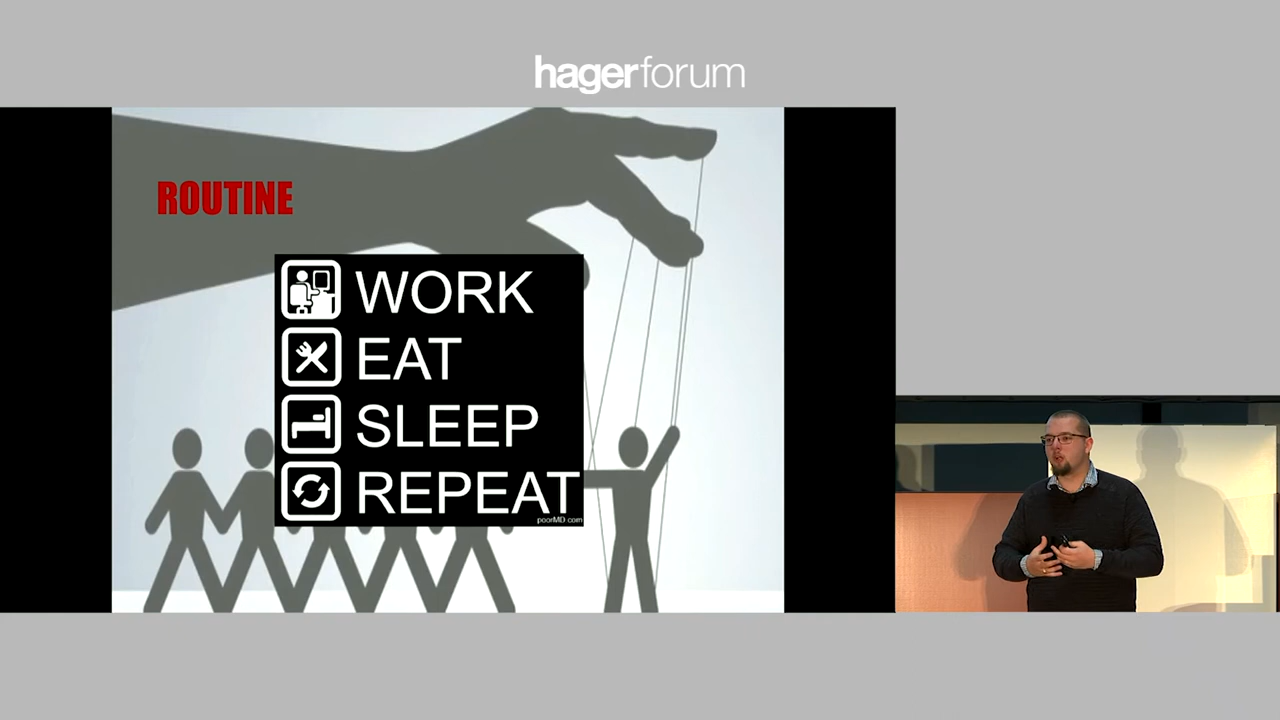 hagerforum
ROUTINE
WORK
EAT
SLEEP
REPEAT
poorMD.com